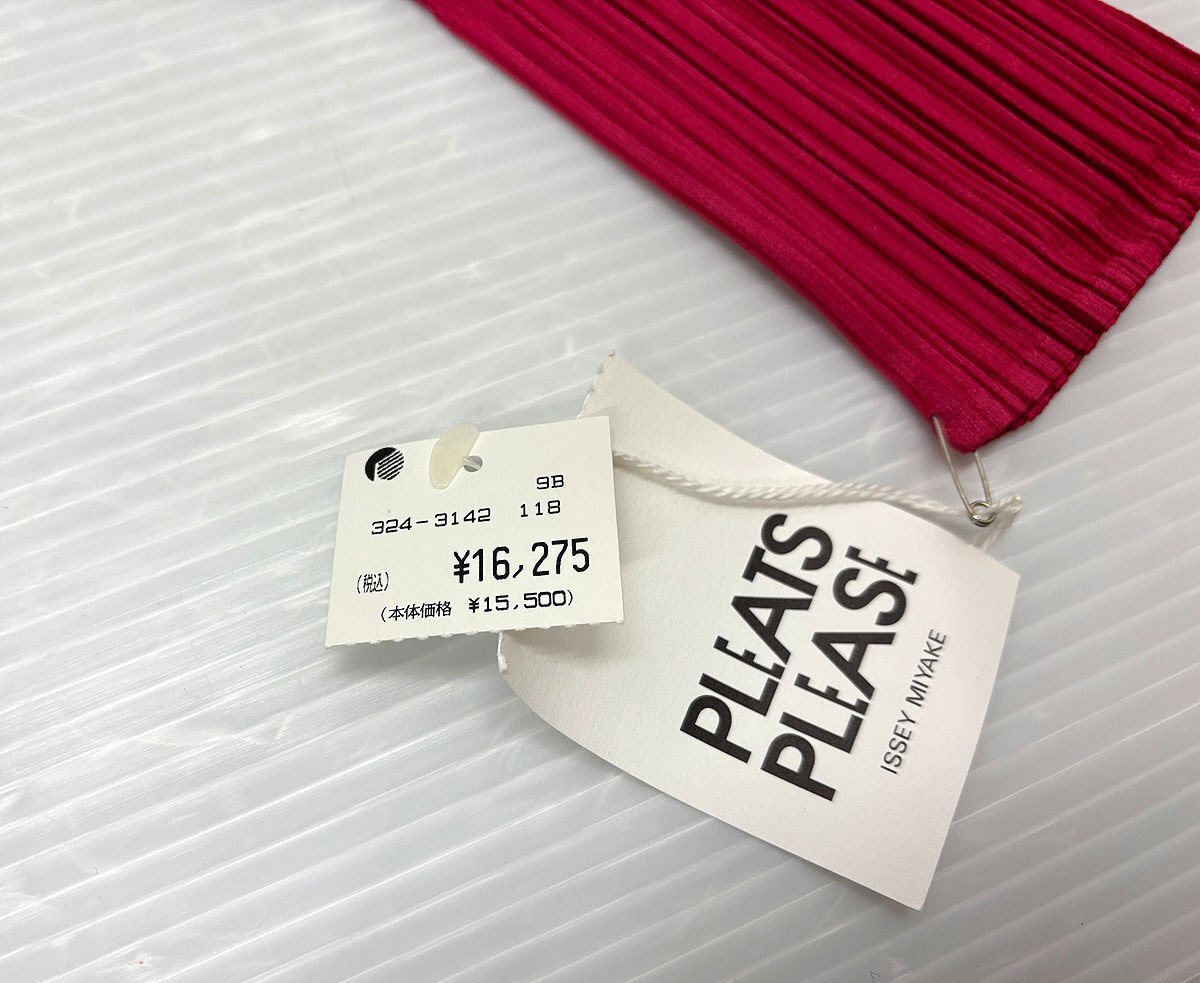 9B
324-3142 118
¥16,275
(税込)
(本体価格 ¥15,500)
PLEATS
PLEASE
ISSEY MIYAKE